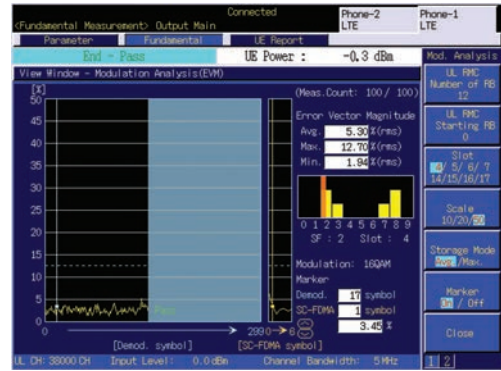 Connected
<Fundamental Measurement> Output Main
Phone-2
LTE
Phone-1
LTE
Parameter
Fundamental
UE Report
End - Pass
UE Power : -0.3 dBm
Mod. Analysis
View Window - Modulation Analysis(EVM)
UL RMC
Number of RB
12
UL RMC
Starting RB
0
Slot
4/ 5/ 6/ 7
14/15/16/17
Scale
10/20/50
Storage Mode
Avg./Max.
Marker
On / Off
Close
1 2
[%]
50
45
40
35
30
25
20
15
10
5
0
Pass
0
299
[Demod. symbol]
0
6
[SC-FDMA symbol]
(Meas.Count: 100/ 100)
Error Vector Magnitude
Avg. 5.30 %(rms)
Max. 12.70 %(rms)
Min. 1.94 %(rms)
0 1 2 3 4 5 6 7 8 9
SF : 2 Slot : 4
Modulation: 16QAM
Marker
Demod. 17 symbol
SC-FDMA 1 symbol
3.45 %
UL CH: 38000 CH Input Level: 0.0 dBm Channel Bandwidth: 5 MHz